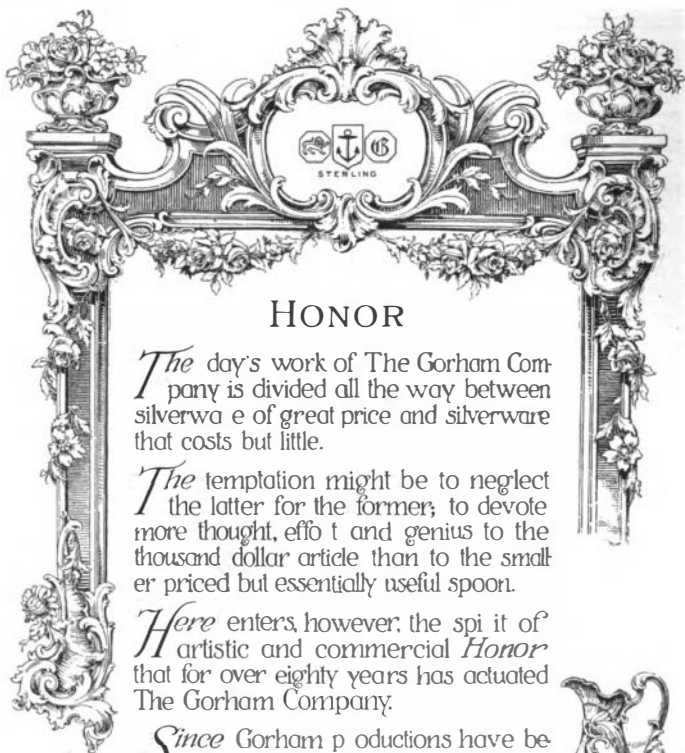 STERLING
HONOR
The day's work of The Gorham Com-
pany is divided all the way between
silverwa e of great price and silverware
that costs but little.
The temptation might be to neglect
the latter for the former; to devote
more thought, effo t and genius to the
thousand dollar article than to the small-
er priced but essentially useful spoon.
Here enters, however, the spi it of
artistic and commercial Honor
that for over eighty years has actuated
The Gorham Company.
Since Gorham p oductions have be-